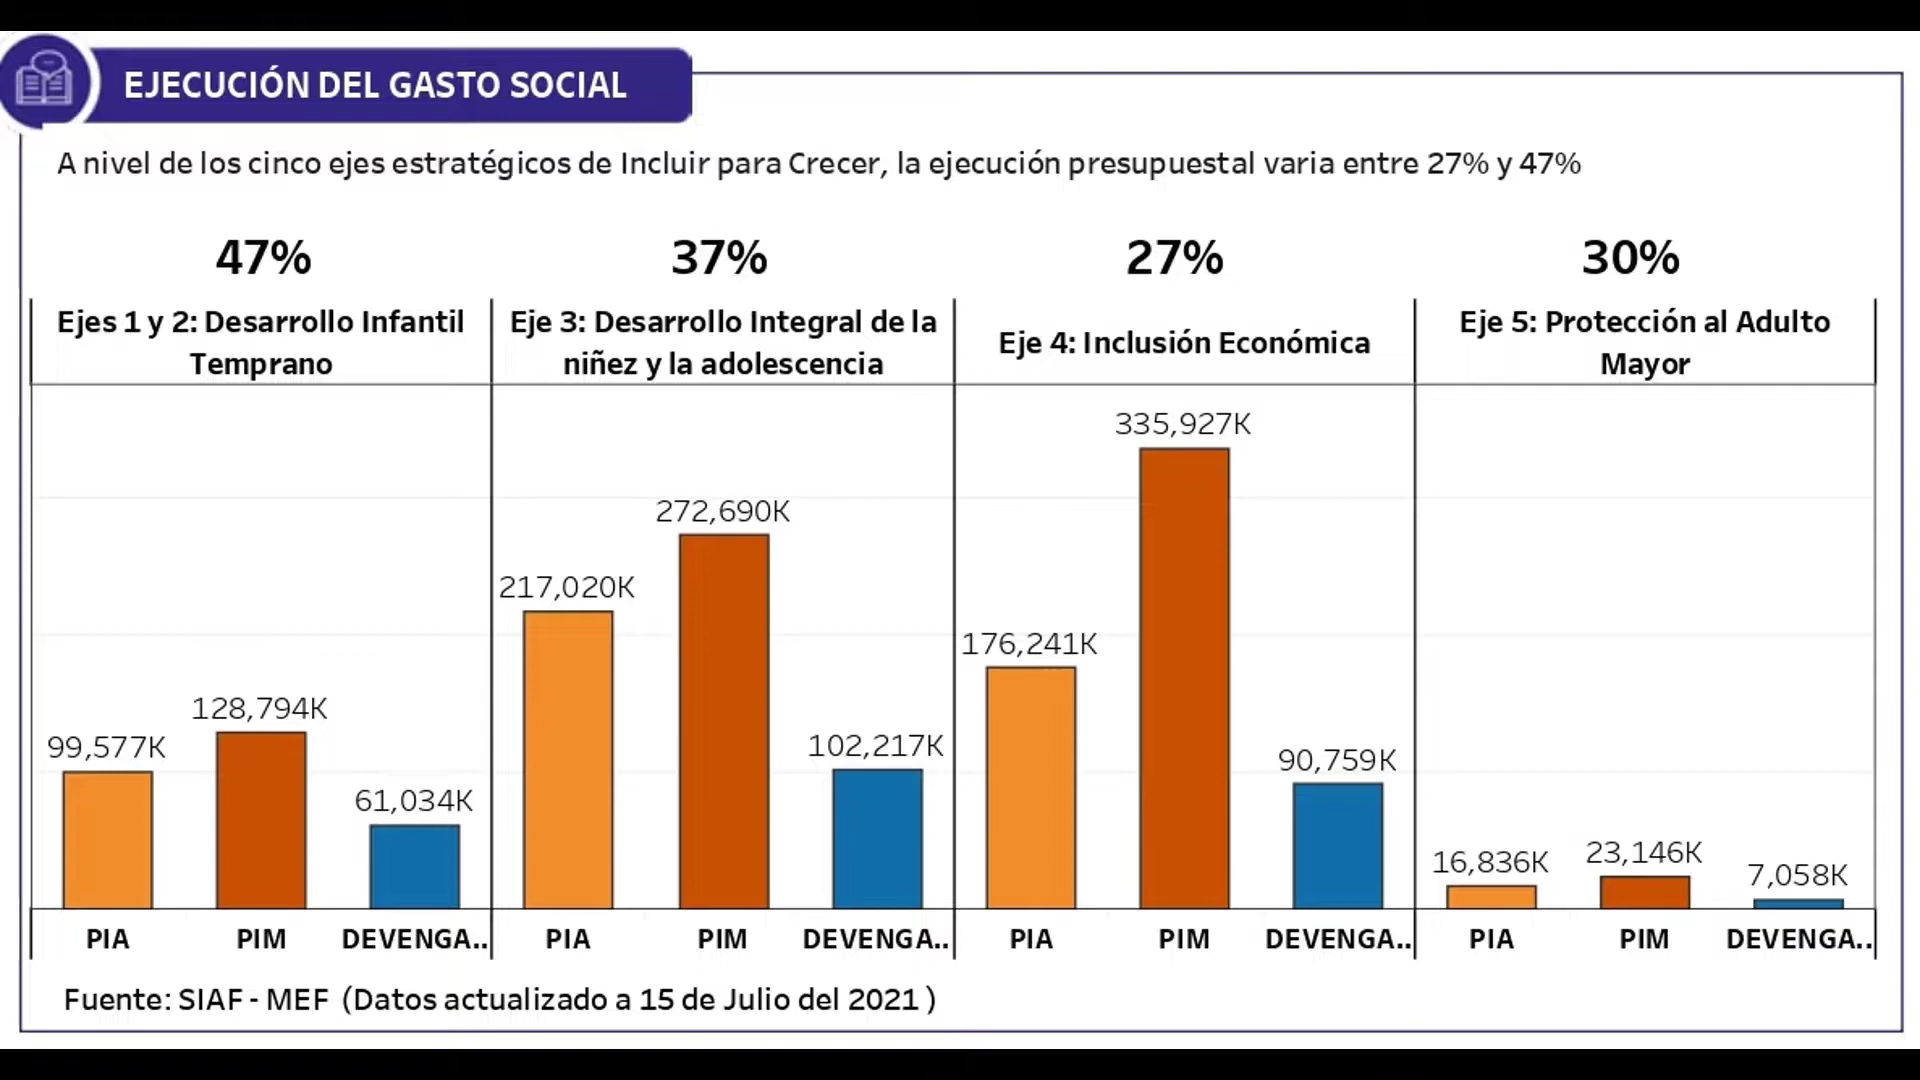 EJECUCIÓN DEL GASTO SOCIAL
A nivel de los cinco ejes estratégicos de Incluir para Crecer, la ejecución presupuestal varia entre 27% y 47%
47% 37% 27% 30%
Ejes 1 y 2: Desarrollo Infantil
Temprano
Eje 3: Desarrollo Integral de la
niñez y la adolescencia
Eje 4: Inclusión Económica
Eje 5: Protección al Adulto
Mayor
99,577K 128,794K 61,034K
217,020K 272,690K 102,217K
176,241K 335,927K 90,759K
16,836K 23,146K 7,058K
PIA PIM DEVENGA.. PIA PIM DEVENGA.. PIA PIM DEVENGA.. PIA PIM DEVENGA..
Fuente: SIAF - MEF (Datos actualizado a 15 de Julio del 2021 )